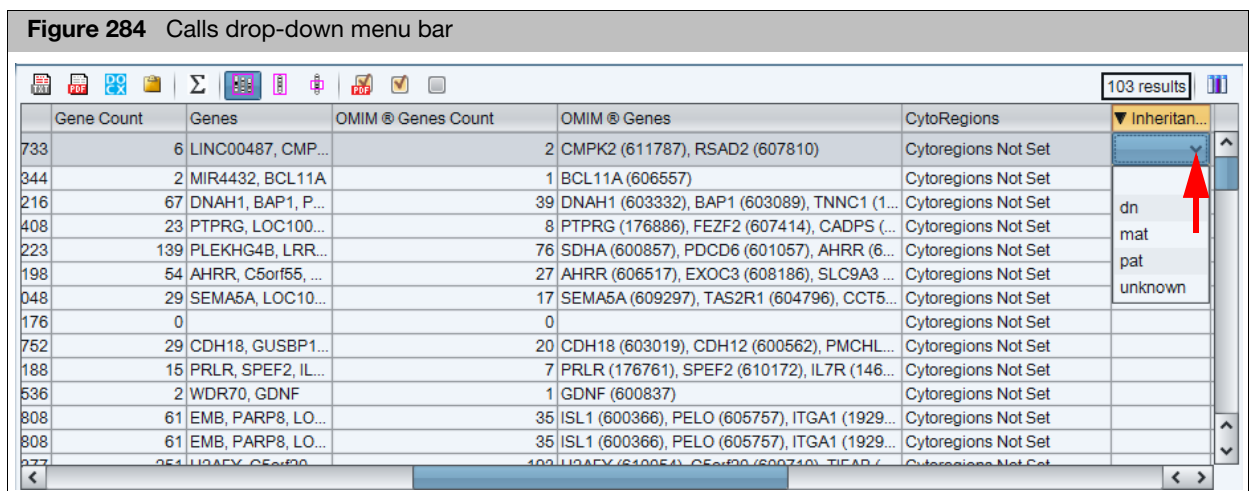 Figure 284 Calls drop-down menu bar
TXT PDF DOCX Σ PDF 103 results
Gene Count Genes OMIM ® Genes Count OMIM ® Genes CytoRegions ▼ Inheritan...
733 6 LINC00487, CMP... 2 CMPK2 (611787), RSAD2 (607810) Cytoregions Not Set
344 2 MIR4432, BCL11A 1 BCL11A (606557) Cytoregions Not Set
216 67 DNAH1, BAP1, P... 39 DNAH1 (603332), BAP1 (603089), TNNC1 (1... Cytoregions Not Set
dn
408 23 PTPRG, LOC100... 8 PTPRG (176886), FEZF2 (607414), CADPS (... Cytoregions Not Set
mat
223 139 PLEKHG4B, LRR... 76 SDHA (600857), PDCD6 (601057), AHRR (6... Cytoregions Not Set
pat
198 54 AHRR, C5orf55, ... 27 AHRR (606517), EXOC3 (608186), SLC9A3 ... Cytoregions Not Set
unknown
048 29 SEMA5A, LOC10... 17 SEMA5A (609297), TAS2R1 (604796), CCT5... Cytoregions Not Set
176 0 0 Cytoregions Not Set
752 29 CDH18, GUSBP1... 20 CDH18 (603019), CDH12 (600562), PMCHL... Cytoregions Not Set
188 15 PRLR, SPEF2, IL... 7 PRLR (176761), SPEF2 (610172), IL7R (146... Cytoregions Not Set
536 2 WDR70, GDNF 1 GDNF (600837) Cytoregions Not Set
808 61 EMB, PARP8, LO... 35 ISL1 (600366), PELO (605757), ITGA1 (1929... Cytoregions Not Set
808 61 EMB, PARP8, LO... 35 ISL1 (600366), PELO (605757), ITGA1 (1929... Cytoregions Not Set
Cytoregions Not Set